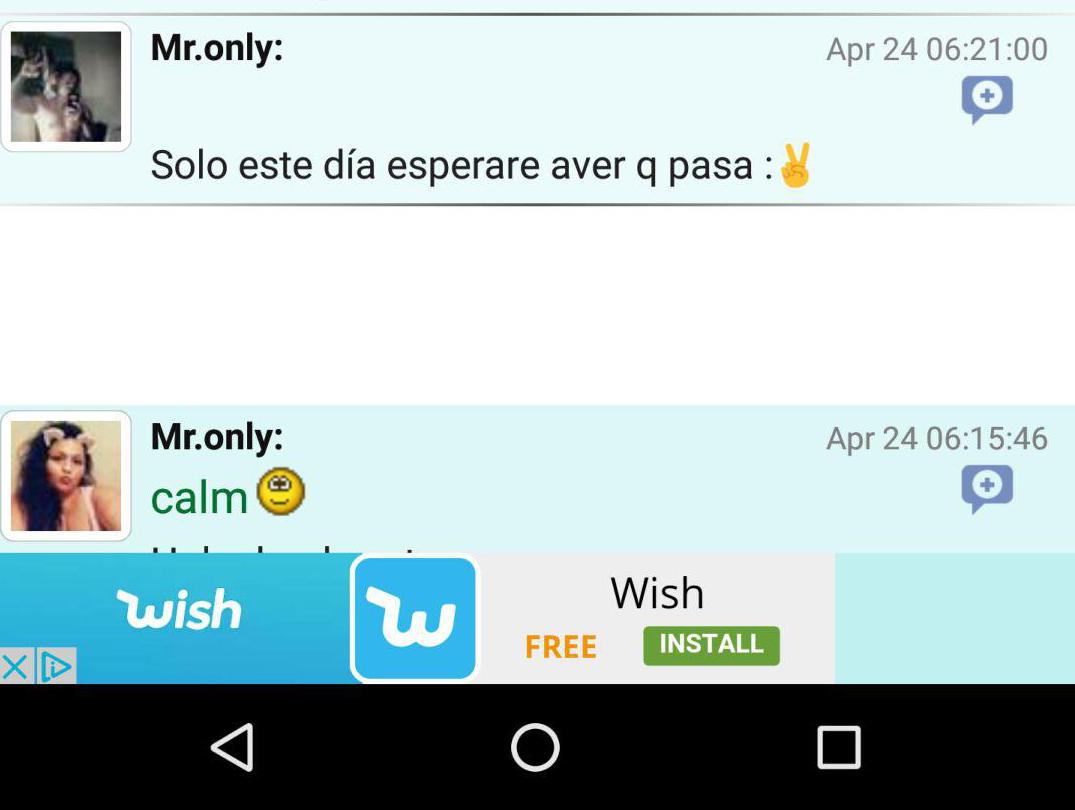 Mr.only:
Apr 24 06:21:00
Solo este día esperare aver q pasa :✌
Mr.only:
Apr 24 06:15:46
calm
wish
Wish
FREE
INSTALL